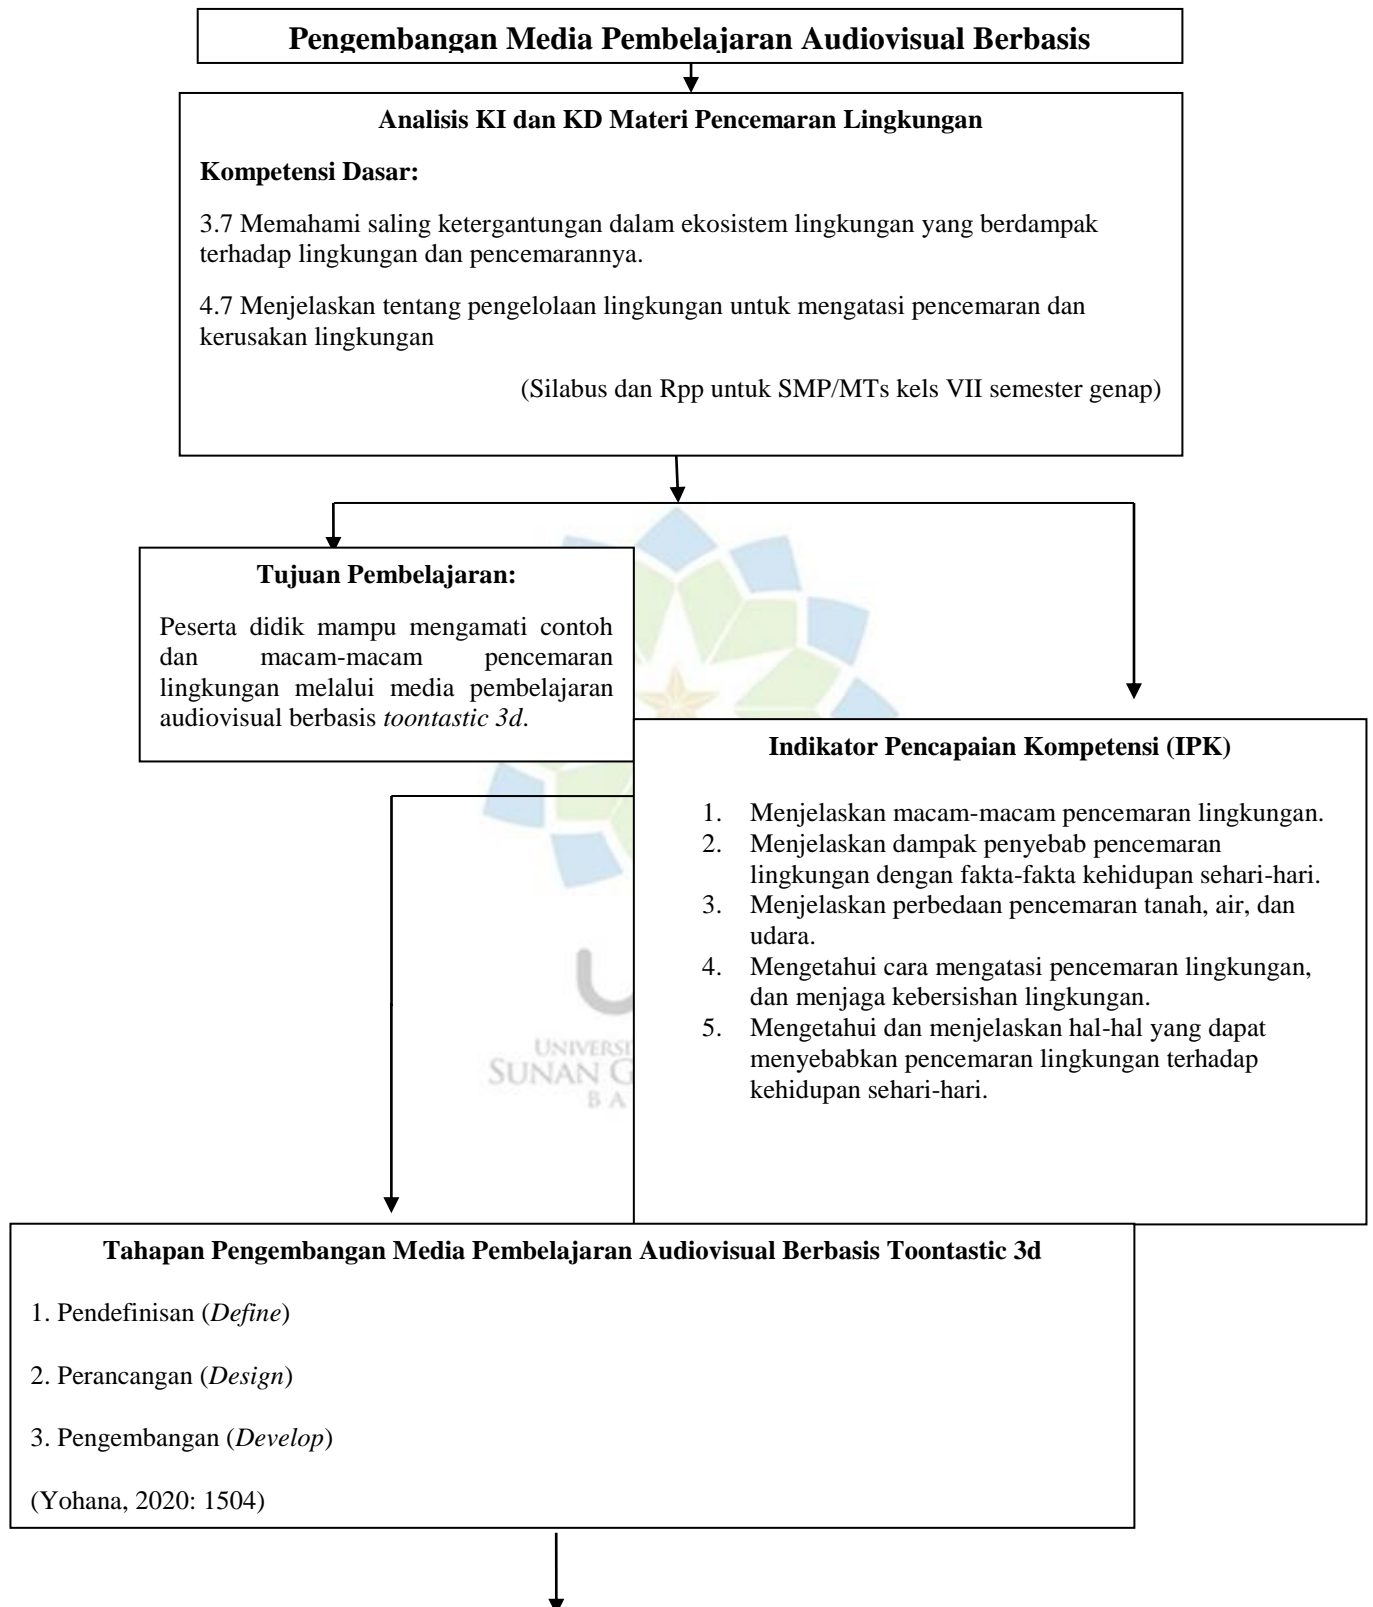 Pengembangan Media Pembelajaran Audiovisual Berbasis
Analisis KI dan KD Materi Pencemaran Lingkungan
Kompetensi Dasar:
3.7 Memahami saling ketergantungan dalam ekosistem lingkungan yang berdampak
terhadap lingkungan dan pencemarannya.
4.7 Menjelaskan tentang pengelolaan lingkungan untuk mengatasi pencemaran dan
kerusakan lingkungan
(Silabus dan Rpp untuk SMP/MTs kels VII semester genap)
Tujuan Pembelajaran:
Peserta didik mampu mengamati contoh
dan macam-macam pencemaran
lingkungan melalui media pembelajaran
audiovisual berbasis toontastic 3d.
Indikator Pencapaian Kompetensi (IPK)
1. Menjelaskan macam-macam pencemaran lingkungan.
2. Menjelaskan dampak penyebab pencemaran
lingkungan dengan fakta-fakta kehidupan sehari-hari.
3. Menjelaskan perbedaan pencemaran tanah, air, dan
udara.
4. Mengetahui cara mengatasi pencemaran lingkungan,
dan menjaga kebersishan lingkungan.
5. Mengetahui dan menjelaskan hal-hal yang dapat
menyebabkan pencemaran lingkungan terhadap
kehidupan sehari-hari.
SUNAN
Tahapan Pengembangan Media Pembelajaran Audiovisual Berbasis Toontastic 3d
1. Pendefinisan (Define)
2. Perancangan (Design)
3. Pengembangan (Develop)
(Yohana, 2020: 1504)